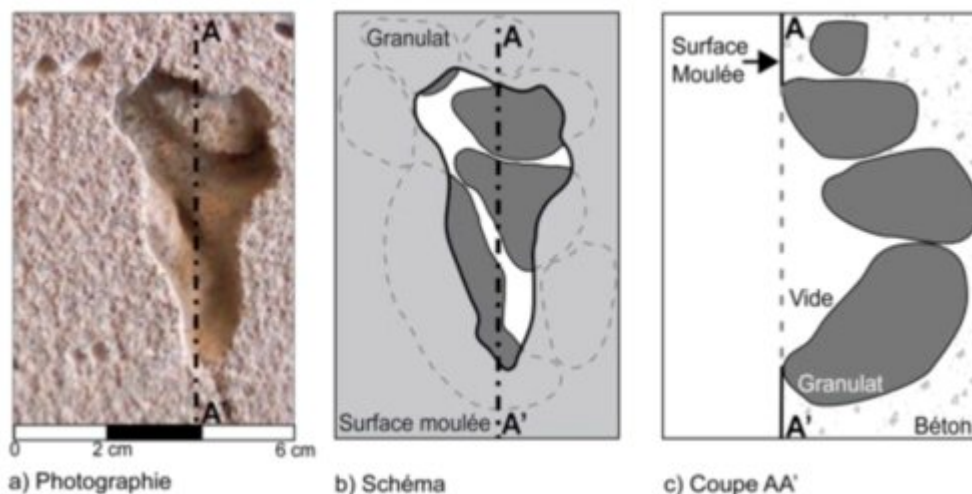 A
A'
0 2 cm 6 cm
a) Photographie
Granulat
A
Surface moulée A'
b) Schéma
A
Surface
Moulée
Vide
Granulat
A'
Béton
c) Coupe AA'